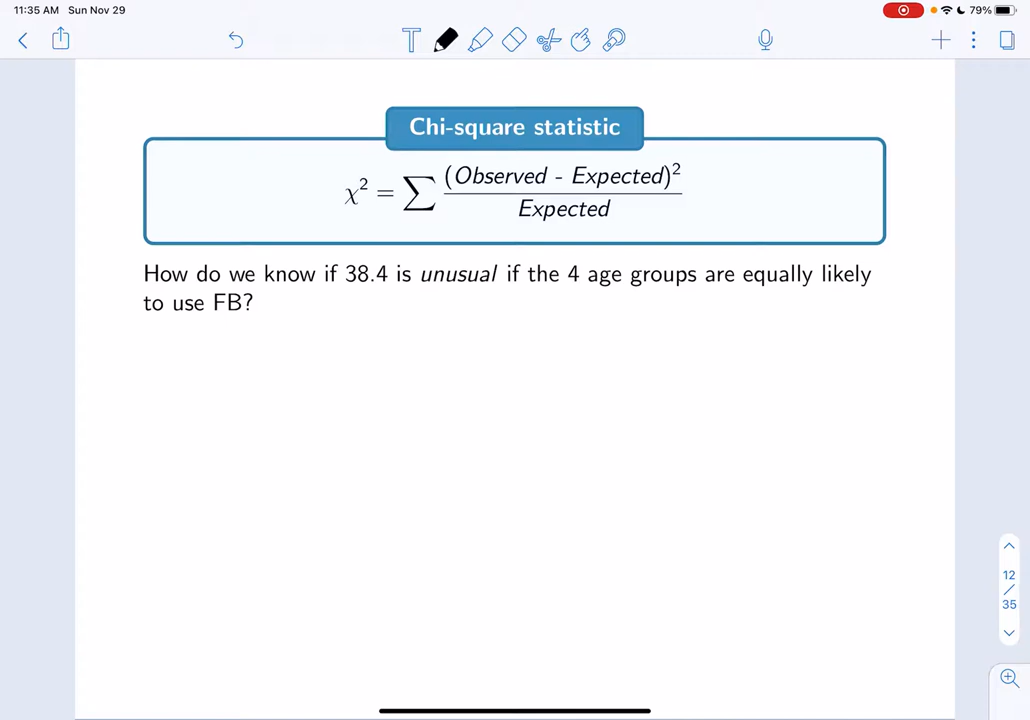 11:35 AM Sun Nov 29
79%
T
Chi-square statistic
χ² = ∑ (Observed - Expected)² / Expected
How do we know if 38.4 is unusual if the 4 age groups are equally likely
to use FB?
12
/
35